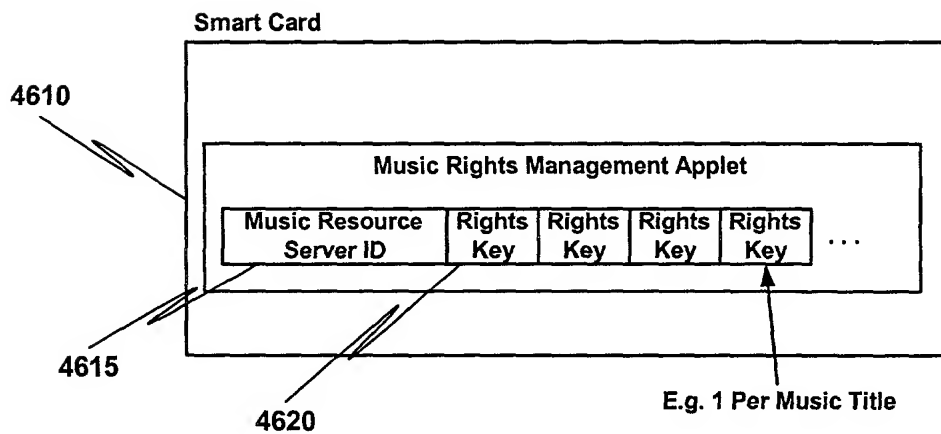 Smart Card
4610
Music Rights Management Applet
Music Resource Server ID
Rights Key
Rights Key
Rights Key
Rights Key
...
4615
4620
E.g. 1 Per Music Title